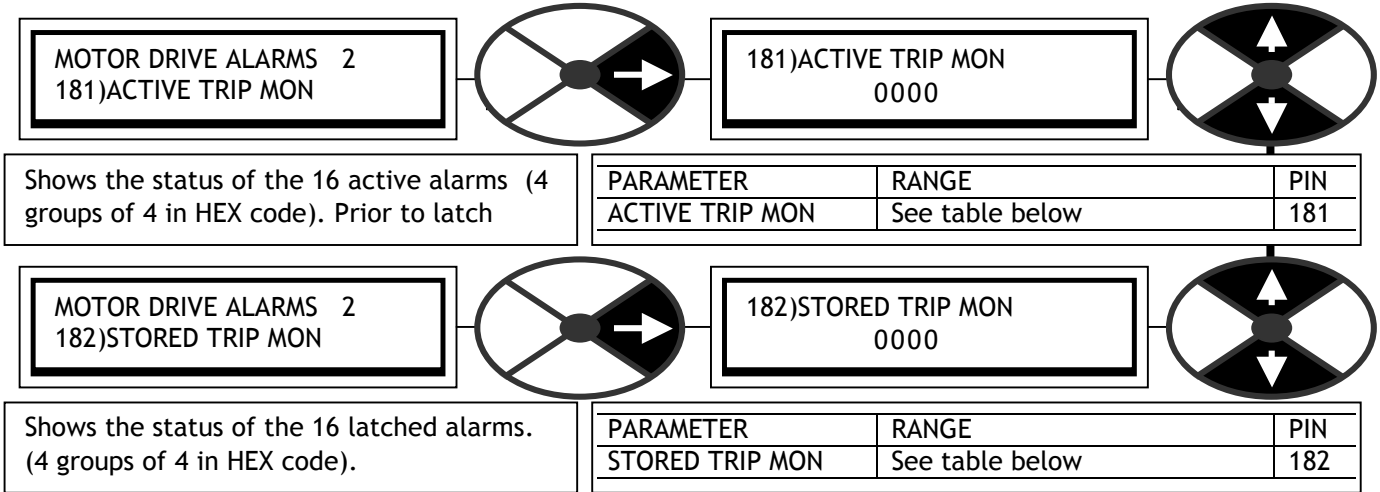 MOTOR DRIVE ALARMS 2
181)ACTIVE TRIP MON
181)ACTIVE TRIP MON
0000
Shows the status of the 16 active alarms (4
groups of 4 in HEX code). Prior to latch
PARAMETER RANGE PIN
ACTIVE TRIP MON See table below 181
MOTOR DRIVE ALARMS 2
182)STORED TRIP MON
182)STORED TRIP MON
0000
Shows the status of the 16 latched alarms.
(4 groups of 4 in HEX code).
PARAMETER RANGE PIN
STORED TRIP MON See table below 182